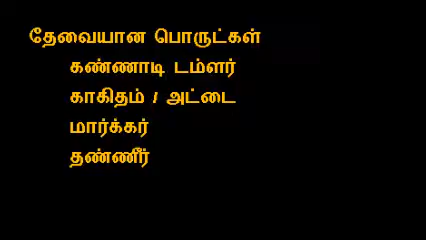 தேவையான பொருட்கள்
கண்ணாடி டம்ளர்
காகிதம் / அட்டை
மார்க்கர்
தண்ணீர்